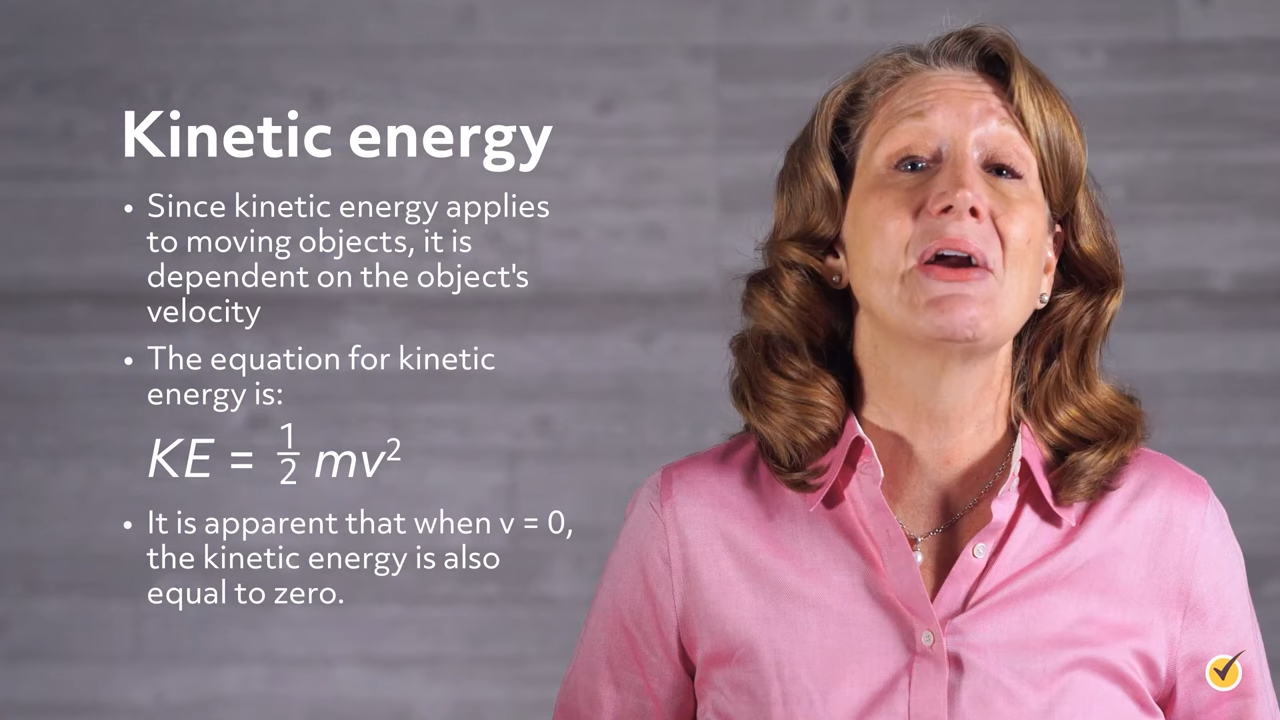 Kinetic energy
• Since kinetic energy applies
to moving objects, it is
dependent on the object's
velocity
• The equation for kinetic
energy is:
KE = ½ mv²
• It is apparent that when v = 0,
the kinetic energy is also
equal to zero.